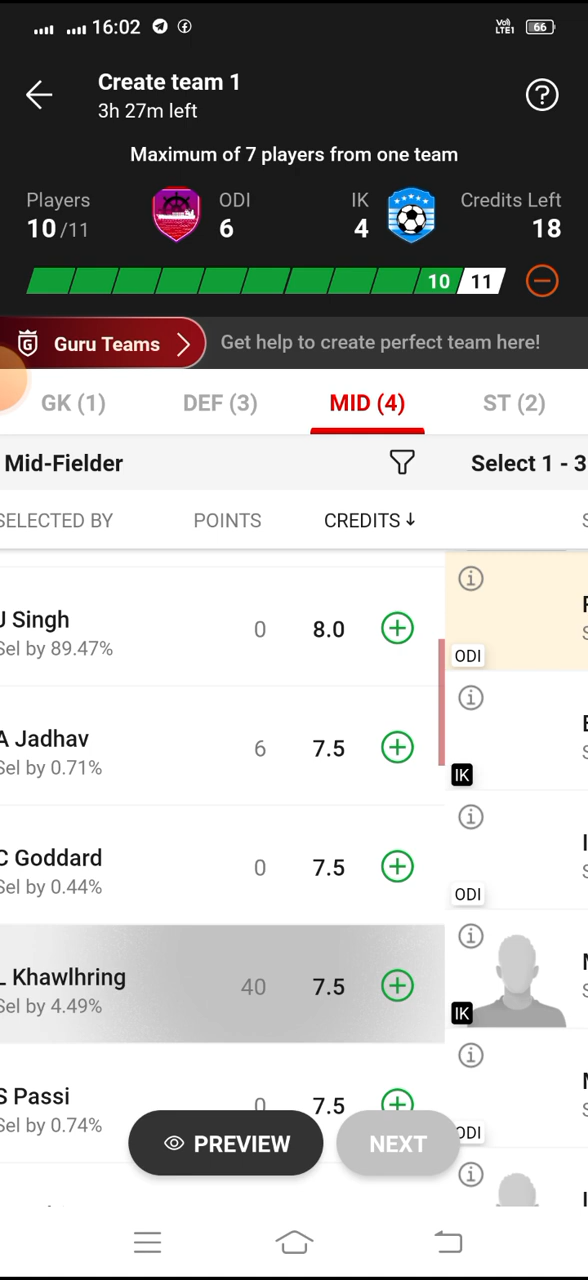 16:02
VoB LTE1 66
Create team 1
3h 27m left
Maximum of 7 players from one team
Players ODI IK Credits Left
10 /11 6 4 18
10 11
Guru Teams Get help to create perfect team here!
GK (1) DEF (3) MID (4) ST (2)
Mid-Fielder Select 1 - 3
SELECTED BY POINTS CREDITS
J Singh 0 8.0
Sel by 89.47%
ODI
A Jadhav 6 7.5
Sel by 0.71%
IK
C Goddard 0 7.5
Sel by 0.44%
ODI
L Khawlhring 40 7.5
Sel by 4.49%
IK
S Passi 0 7.5
Sel by 0.74%
ODI
PREVIEW NEXT